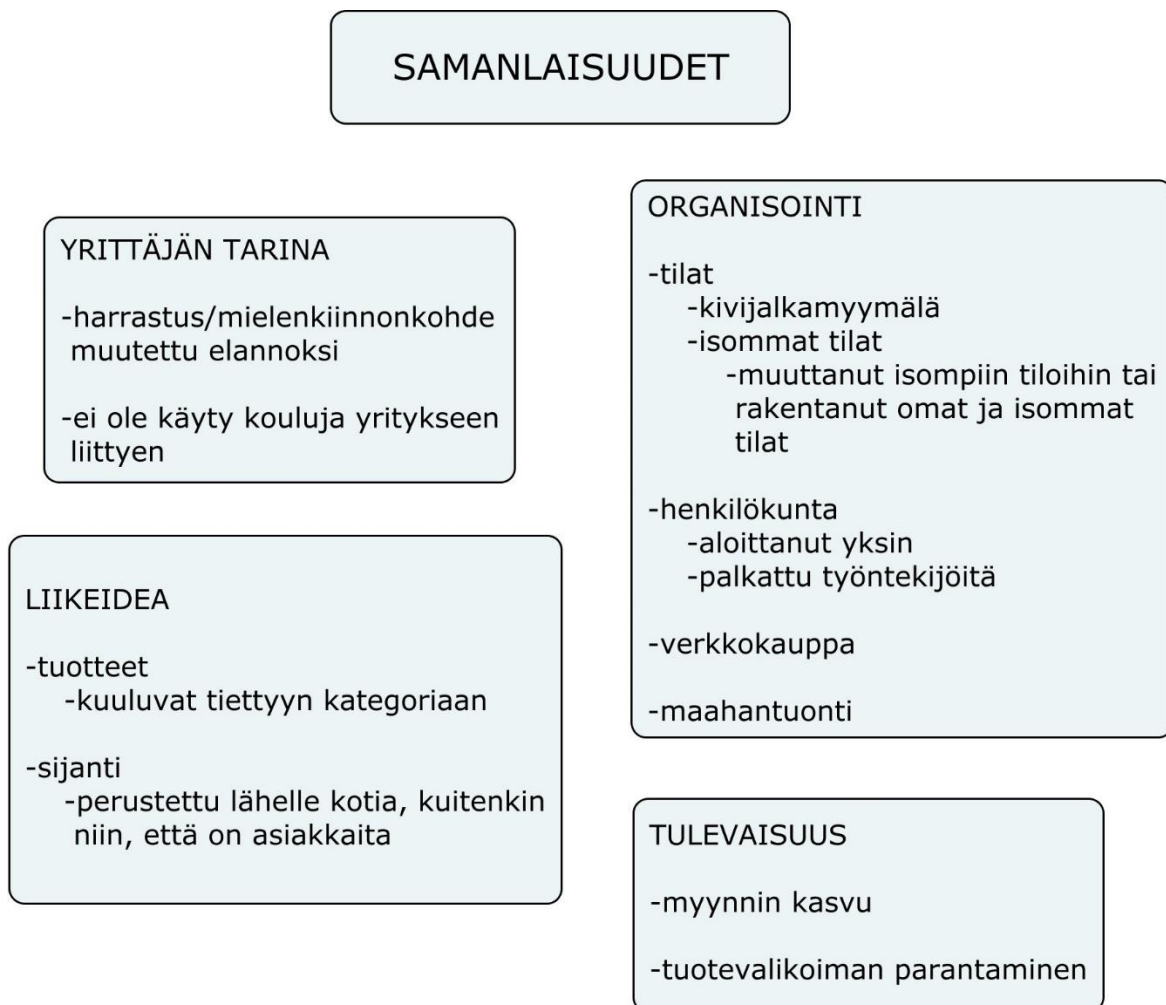 SAMANLAISUUDET
YRITTÄJÄN TARINA
-harrastus/mielenkiinnonkohde
muutettu elannoksi
-ei ole käyty kouluja yritykseen
liittyen
LIIKEIDEA
-tuotteet
-kuuluvat tiettyyn kategoriaan
-sijanti
-perustettu lähelle kotia, kuitenkin
niin, että on asiakkaita
ORGANISOINTI
-tilat
-kivijalkamyymälä
-isommat tilat
-muuttanut isompiin tiloihin tai
rakentanut omat ja isommat
tilat
-henkilökunta
-aloittanut yksin
-palkattu työntekijöitä
-verkkokauppa
-maahantuonti
TULEVAISUUS
-myynnin kasvu
-tuotevalikoiman parantaminen